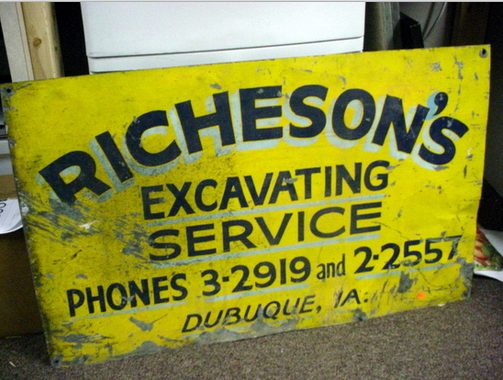 RICHESON'S
EXCAVATING
SERVICE
PHONES 3-2919 and 2-2557
DUBUQUE, IA.